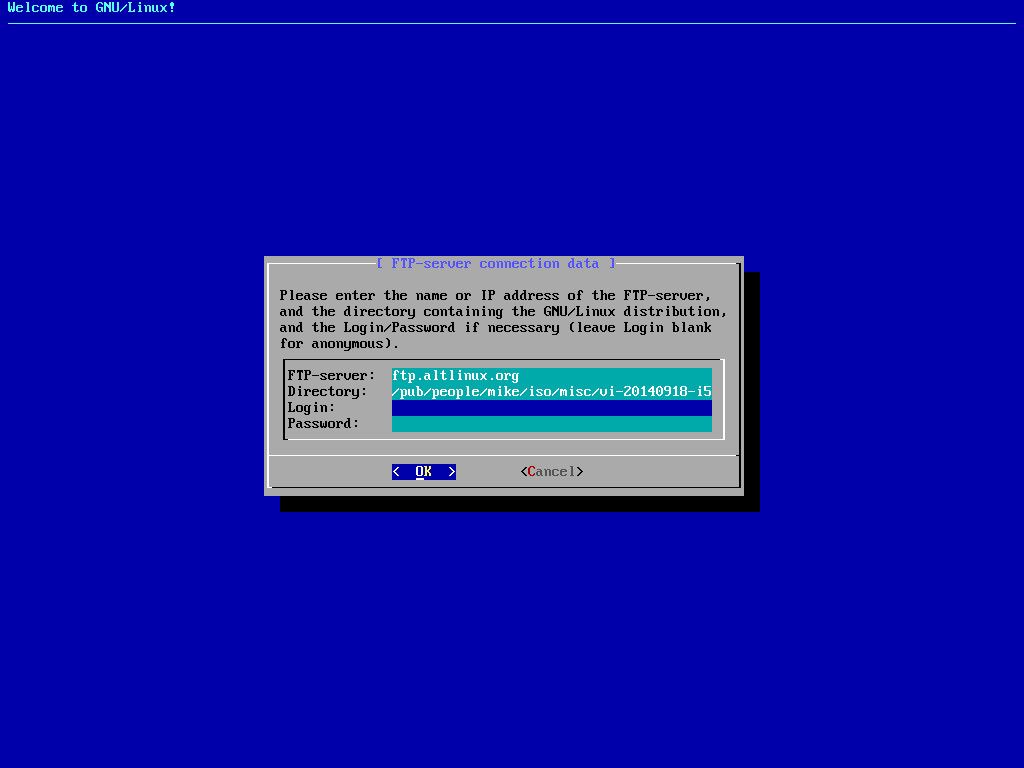 Welcome to GNU/Linux!
[ FTP-server connection data ]
Please enter the name or IP address of the FTP-server,
and the directory containing the GNU/Linux distribution,
and the Login/Password if necessary (leave Login blank
for anonymous).
FTP-server: ftp.altlinux.org
Directory: /pub/people/mike/iso/misc/vi-20140918-i5
Login:
Password:
< OK > <Cancel>